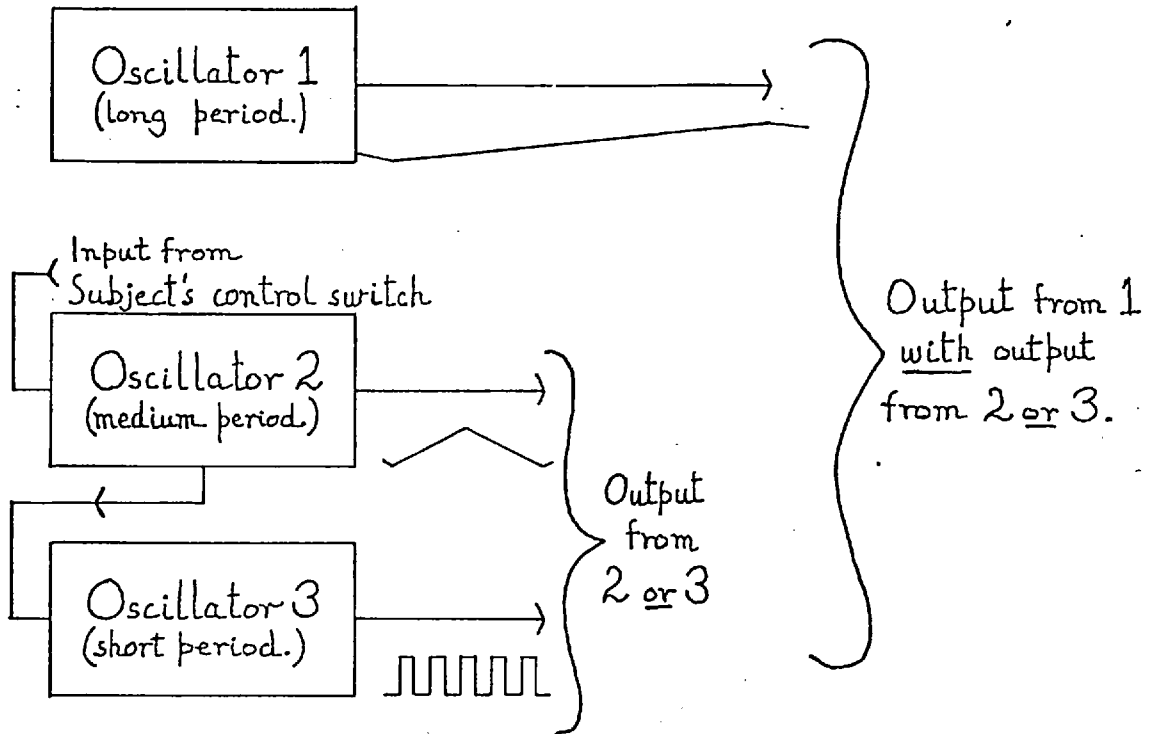 Oscillator 1
(long period.)
Input from
Subject's control switch
Oscillator 2
(medium period.)
Oscillator 3
(short period.)
Output
from
2 or 3
Output from 1
with output
from 2 or 3.